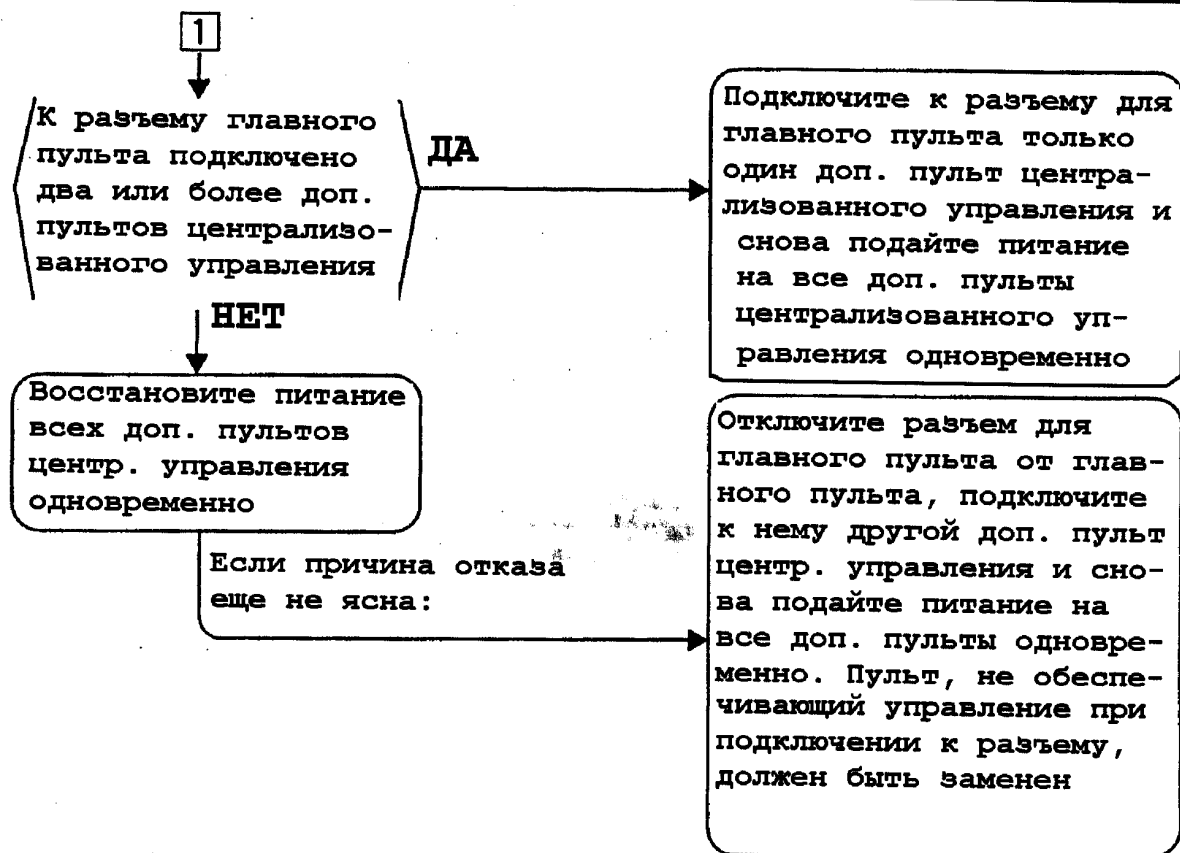 1
К разъему главного
пульта подключено
два или более доп.
пультов централизо-
ванного управления
ДА
Подключите к разъему для
главного пульта только
один доп. пульт центра-
лизованного управления и
снова подайте питание
на все доп. пульты
централизованного уп-
равления одновременно
НЕТ
Восстановите питание
всех доп. пультов
центр. управления
одновременно
Если причина отказа
еще не ясна:
Отключите разъем для
главного пульта от глав-
ного пульта, подключите
к нему другой доп. пульт
центр. управления и сно-
ва подайте питание на
все доп. пульты одновре-
менно. Пульт, не обеспе-
чивающий управление при
подключении к разъему,
должен быть заменен